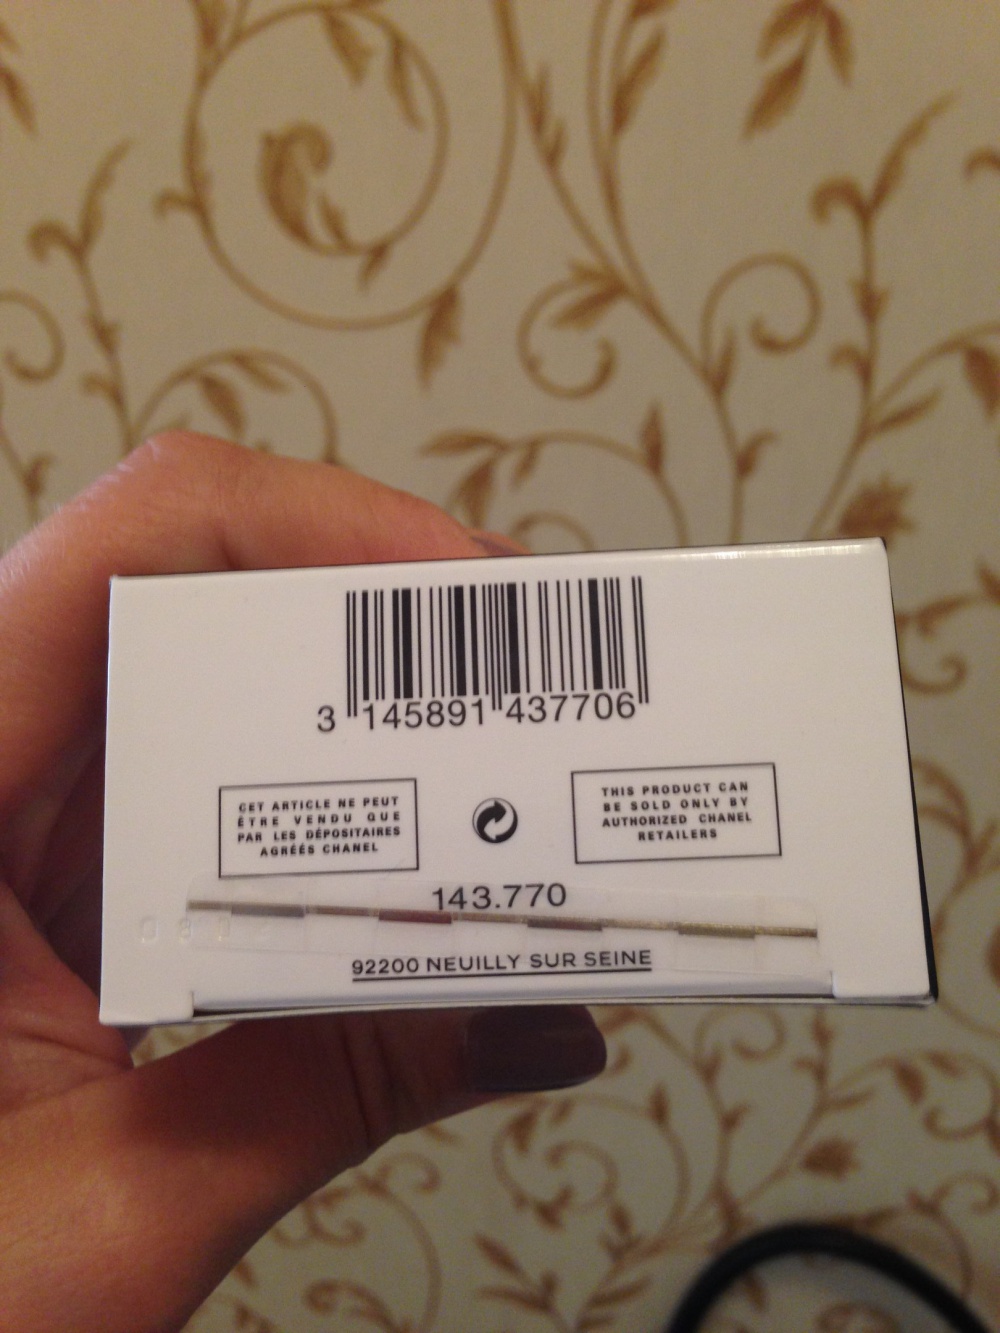 3 145891 437706
CET ARTICLE NE PEUT
ÊTRE VENDU QUE
PAR LES DÉPOSITAIRES
AGRÉÉS CHANEL
THIS PRODUCT CAN
BE SOLD ONLY BY
AUTHORIZED CHANEL
RETAILERS
143.770
92200 NEUILLY SUR SEINE